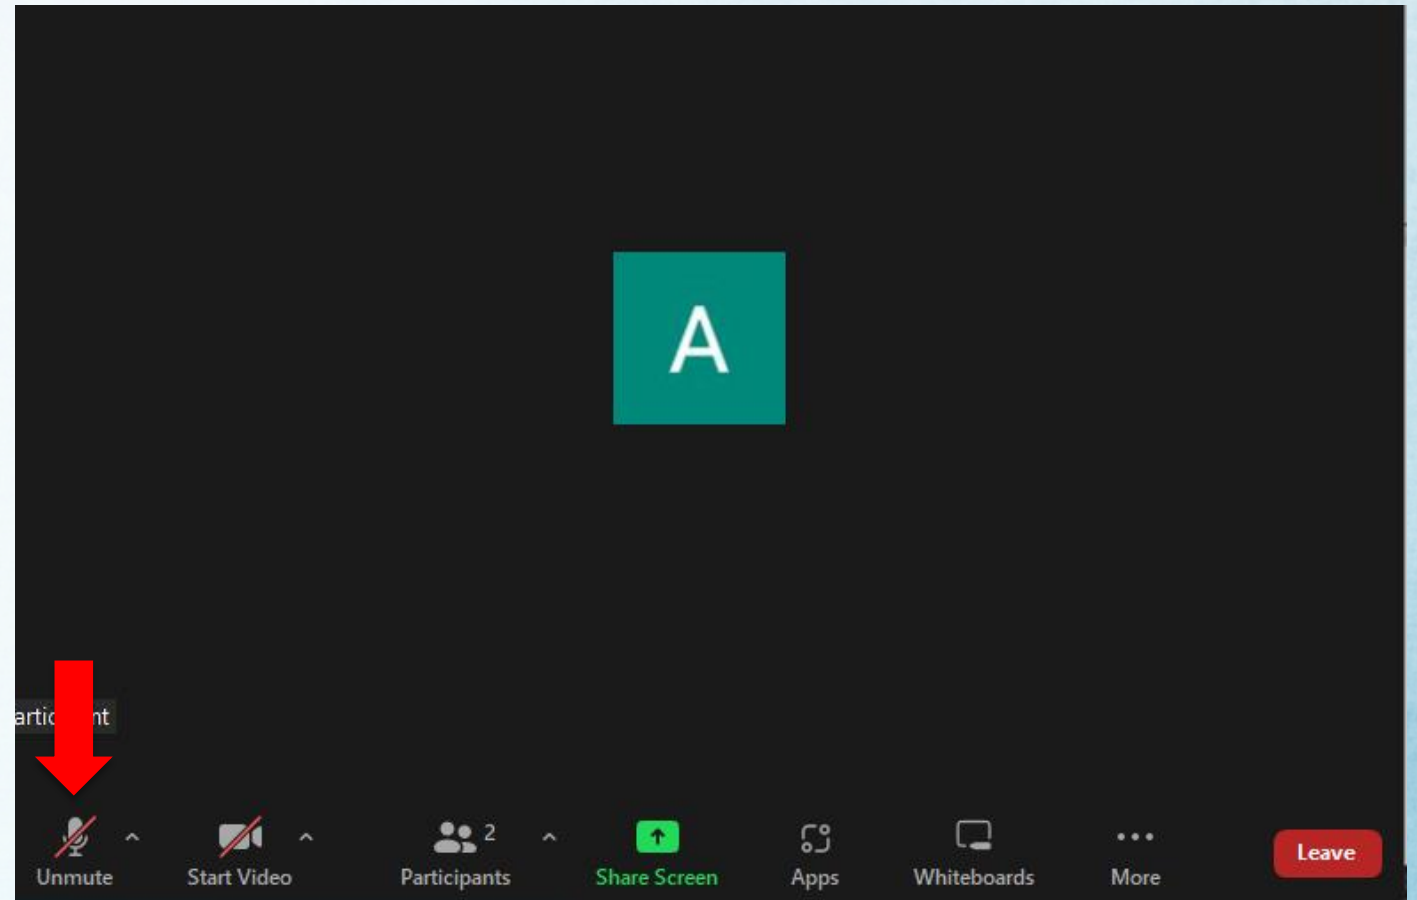 A
Unmute
Start Video
Participants
2
Share Screen
Apps
Whiteboards
More
Leave